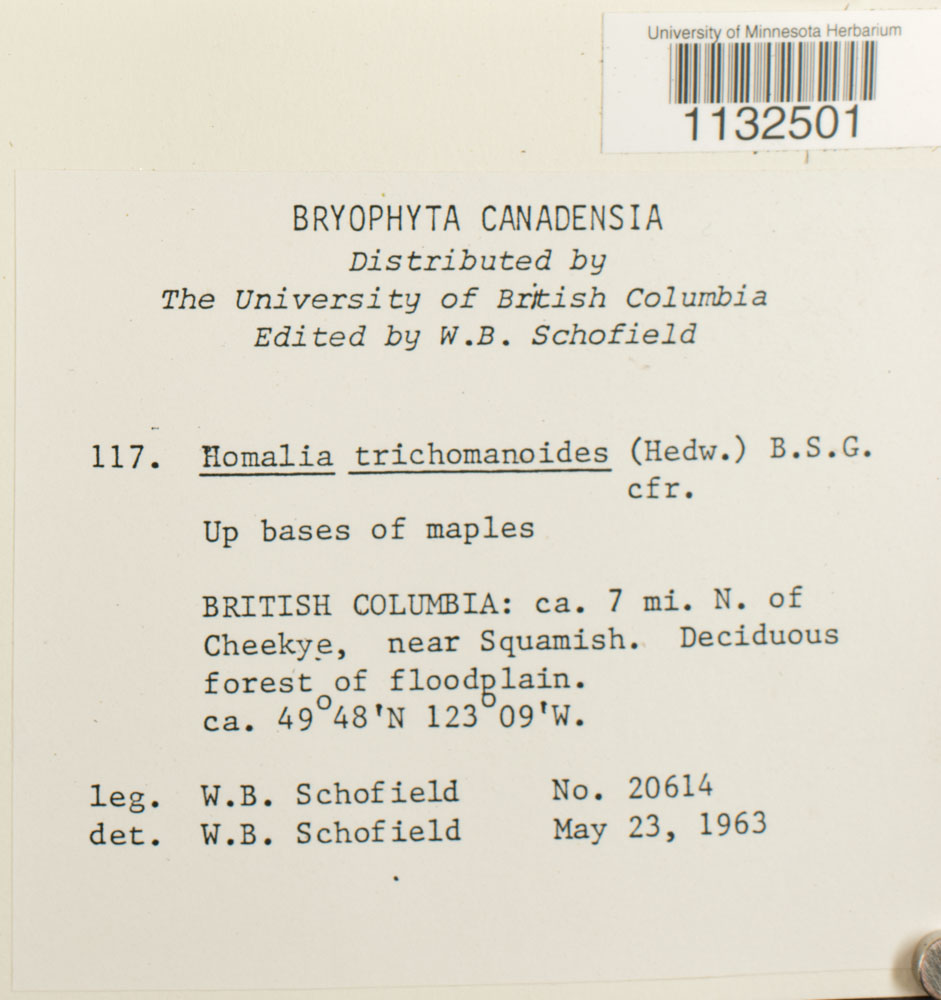 University of Minnesota Herbarium
1132501
BRYOPHYTA CANADENSIA
Distributed by
The University of British Columbia
Edited by W.B. Schofield
117. Homalia trichomanoides (Hedw.) B.S.G.
cfr.
Up bases of maples
BRITISH COLUMBIA: ca. 7 mi. N. of
Cheekye, near Squamish. Deciduous
forest of floodplain.
ca. 49°48'N 123°09'W.
leg. W.B. Schofield No. 20614
det. W.B. Schofield May 23, 1963